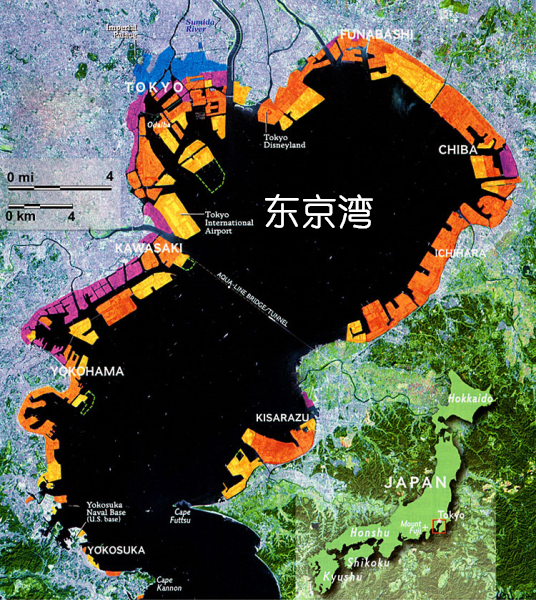 Imperial
Palace
Sumida
River
FUNABASHI
TOKYO
Odaiba
Tokyo
Disneyland
CHIBA
0 mi 4
0 km 4
东京湾
Tokyo
International
Airport
KAWASAKI
ICHIHARA
AQUA-LINE BRIDGE/TUNNEL
YOKOHAMA
Hokkaido
KISARAZU
JAPAN
Yokosuka
Naval Base
(U.S. base)
Cape
Futtsu
Tokyo
Mount
Fuji
Honshu
YOKOSUKA
Shikoku
Kyushu
Cape
Kannon